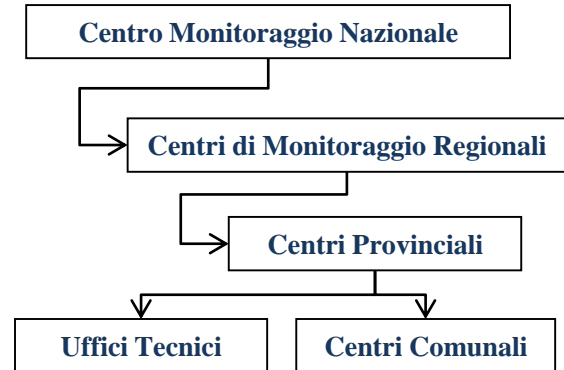 Centro Monitoraggio Nazionale
Centri di Monitoraggio Regionali
Centri Provinciali
Uffici Tecnici
Centri Comunali